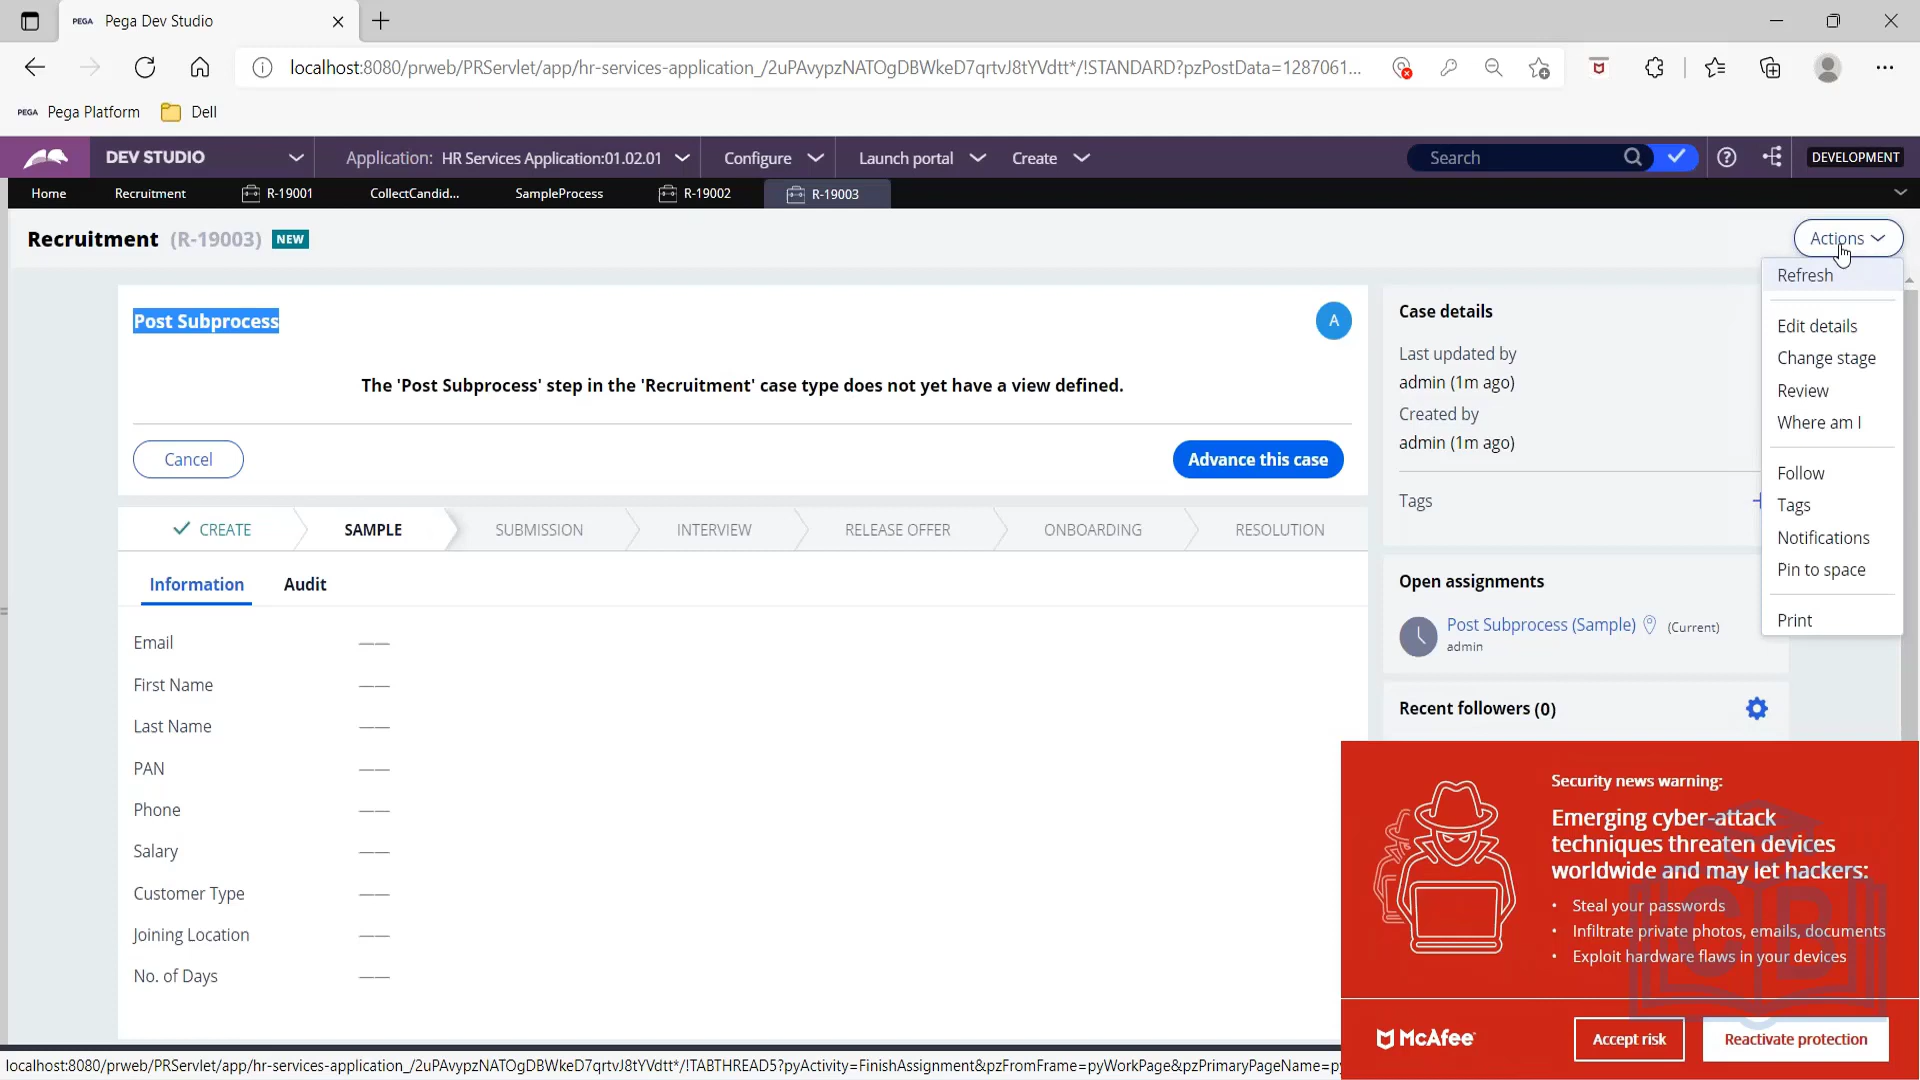 PEGA Pega Dev Studio
localhost:8080/prweb/PRServlet/app/hr-services-application_/2uPAvypzNATOgDBWkeD7qrtvJ8tYVdtt*/!STANDARD?pzPostData=1287061...
PEGA Pega Platform Dell
DEV STUDIO Application: HR Services Application:01.02.01 Configure Launch portal Create Search DEVELOPMENT
Home Recruitment R-19001 CollectCandid... SampleProcess R-19002 R-19003
Recruitment (R-19003) NEW Actions
Refresh
Edit details
Change stage
Review
Where am I
Follow
Tags
Notifications
Pin to space
Print
Post Subprocess A
The 'Post Subprocess' step in the 'Recruitment' case type does not yet have a view defined.
Cancel Advance this case
CREATE SAMPLE SUBMISSION INTERVIEW RELEASE OFFER ONBOARDING RESOLUTION
Information Audit
Email ——
First Name ——
Last Name ——
PAN ——
Phone ——
Salary ——
Customer Type ——
Joining Location ——
No. of Days ——
Case details
Last updated by
admin (1m ago)
Created by
admin (1m ago)
Tags
Open assignments
Post Subprocess (Sample) (Current)
admin
Recent followers (0)
Security news warning:
Emerging cyber-attack
techniques threaten devices
worldwide and may let hackers:
• Steal your passwords
• Infiltrate private photos, emails, documents
• Exploit hardware flaws in your devices
CB
McAfee Accept risk Reactivate protection
localhost:8080/prweb/PRServlet/app/hr-services-application_/2uPAvypzNATOgDBWkeD7qrtvJ8tYVdtt*/!TABTHREAD5?pyActivity=FinishAssignment&pzFromFrame=pyWorkPage&pzPrimaryPageName=py